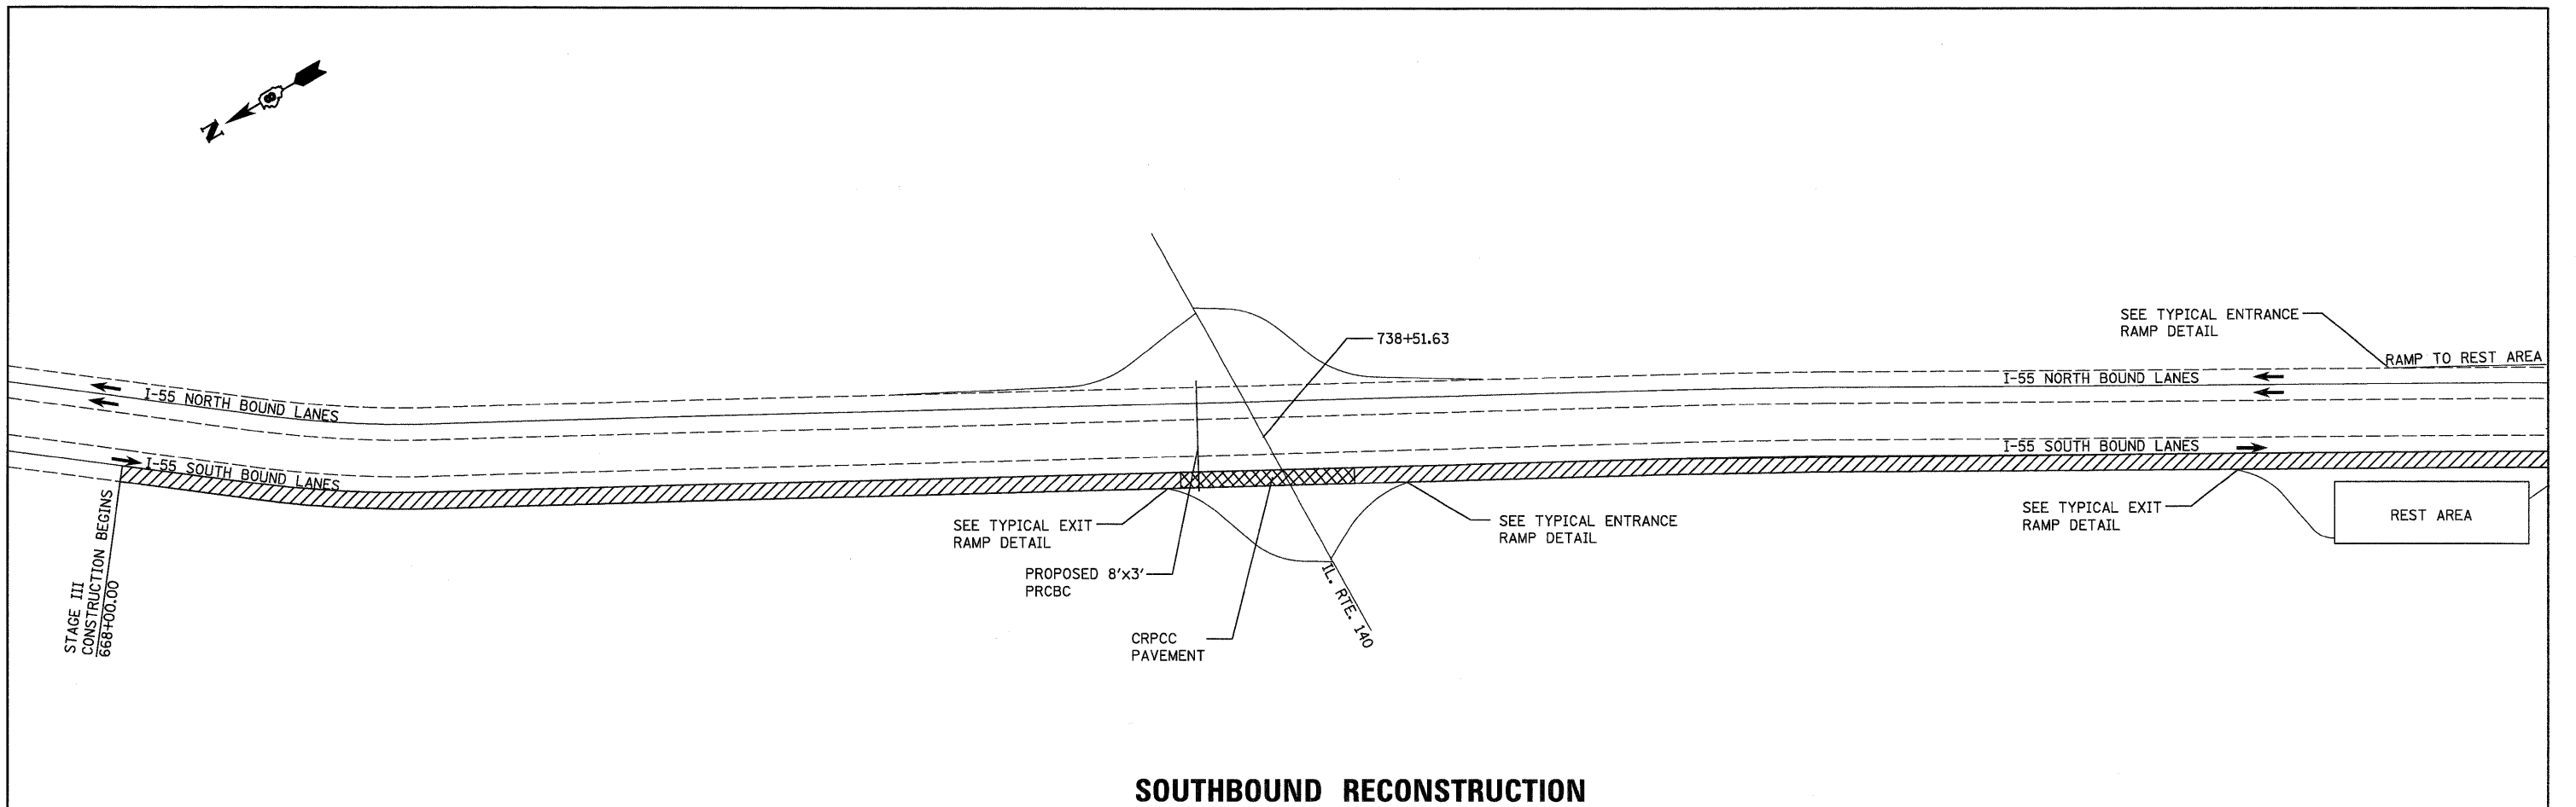 N
738+51.63
SEE TYPICAL ENTRANCE
RAMP DETAIL
RAMP TO REST AREA
I-55 NORTH BOUND LANES
I-55 NORTH BOUND LANES
I-55 SOUTH BOUND LANES
I-55 SOUTH BOUND LANES
STAGE III
CONSTRUCTION BEGINS
668+00.00
SEE TYPICAL EXIT
RAMP DETAIL
SEE TYPICAL ENTRANCE
RAMP DETAIL
SEE TYPICAL EXIT
RAMP DETAIL
REST AREA
PROPOSED 8'x3'
PRCBC
IL. RTE. 140
CRPCC
PAVEMENT
SOUTHBOUND RECONSTRUCTION